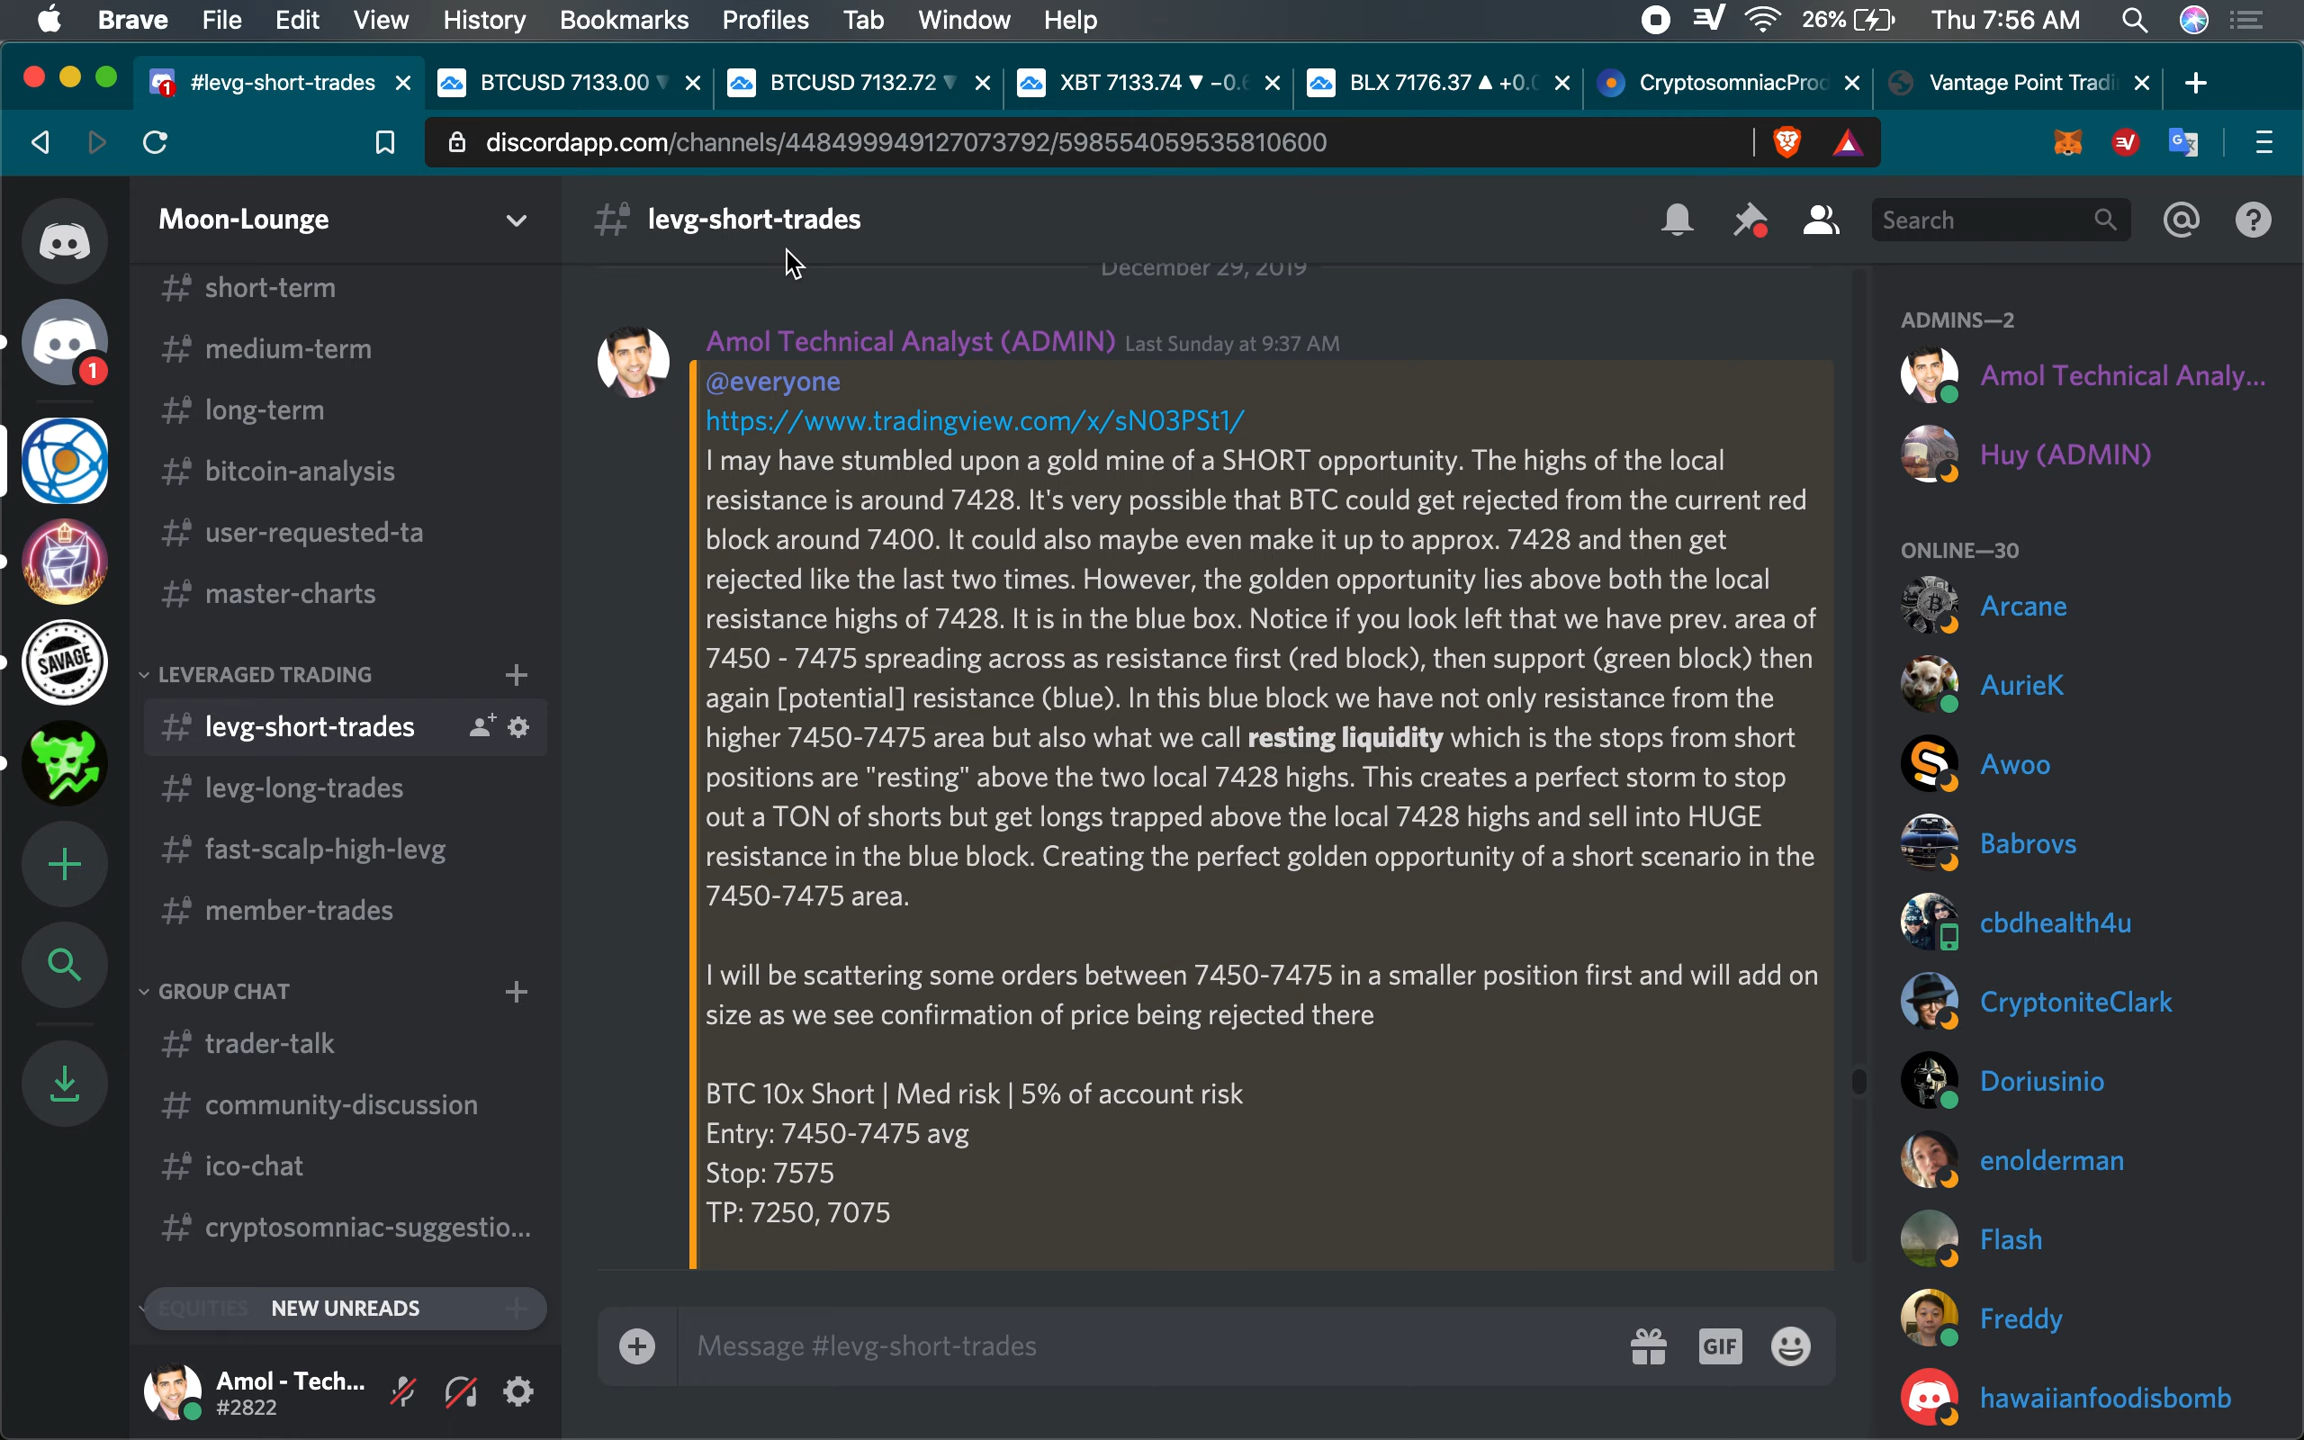 Brave File Edit View History Bookmarks Profiles Tab Window Help 26% Thu 7:56 AM
1 #levg-short-trades BTCUSD 7133.00 ▼ BTCUSD 7132.72 ▼ XBT 7133.74 ▼ −0.6 BLX 7176.37 ▲ +0.0 CryptosomniacProd Vantage Point Tradi
discordapp.com/channels/448499949127073792/598554059535810600
Moon-Lounge
levg-short-trades
Search
short-term
medium-term
long-term
bitcoin-analysis
user-requested-ta
master-charts
LEVERAGED TRADING
levg-short-trades
levg-long-trades
fast-scalp-high-levg
member-trades
GROUP CHAT
trader-talk
community-discussion
ico-chat
cryptosomniac-suggestio...
EQUITIES NEW UNREADS
Amol - Tech...
#2822
1
SAVAGE
December 29, 2019
Amol Technical Analyst (ADMIN) Last Sunday at 9:37 AM
@everyone
https://www.tradingview.com/x/sN03PSt1/
I may have stumbled upon a gold mine of a SHORT opportunity. The highs of the local
resistance is around 7428. It's very possible that BTC could get rejected from the current red
block around 7400. It could also maybe even make it up to approx. 7428 and then get
rejected like the last two times. However, the golden opportunity lies above both the local
resistance highs of 7428. It is in the blue box. Notice if you look left that we have prev. area of
7450 - 7475 spreading across as resistance first (red block), then support (green block) then
again [potential] resistance (blue). In this blue block we have not only resistance from the
higher 7450-7475 area but also what we call resting liquidity which is the stops from short
positions are "resting" above the two local 7428 highs. This creates a perfect storm to stop
out a TON of shorts but get longs trapped above the local 7428 highs and sell into HUGE
resistance in the blue block. Creating the perfect golden opportunity of a short scenario in the
7450-7475 area.
I will be scattering some orders between 7450-7475 in a smaller position first and will add on
size as we see confirmation of price being rejected there
BTC 10x Short | Med risk | 5% of account risk
Entry: 7450-7475 avg
Stop: 7575
TP: 7250, 7075
Message #levg-short-trades
GIF
ADMINS—2
Amol Technical Analy...
Huy (ADMIN)
ONLINE—30
Arcane
AurieK
Awoo
Babrovs
cbdhealth4u
CryptoniteClark
Doriusinio
enolderman
Flash
Freddy
hawaiianfoodisbomb